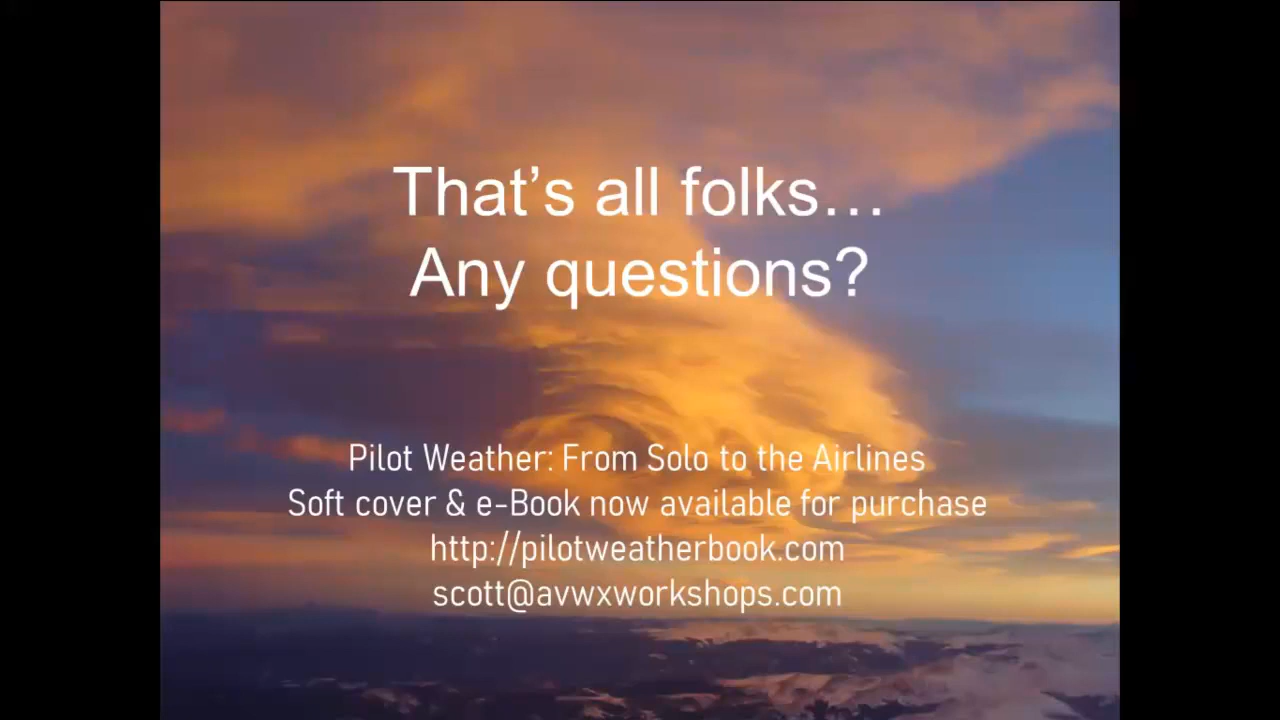 That’s all folks…
Any questions?
Pilot Weather: From Solo to the Airlines
Soft cover & e-Book now available for purchase
http://pilotweatherbook.com
scott@avwxworkshops.com